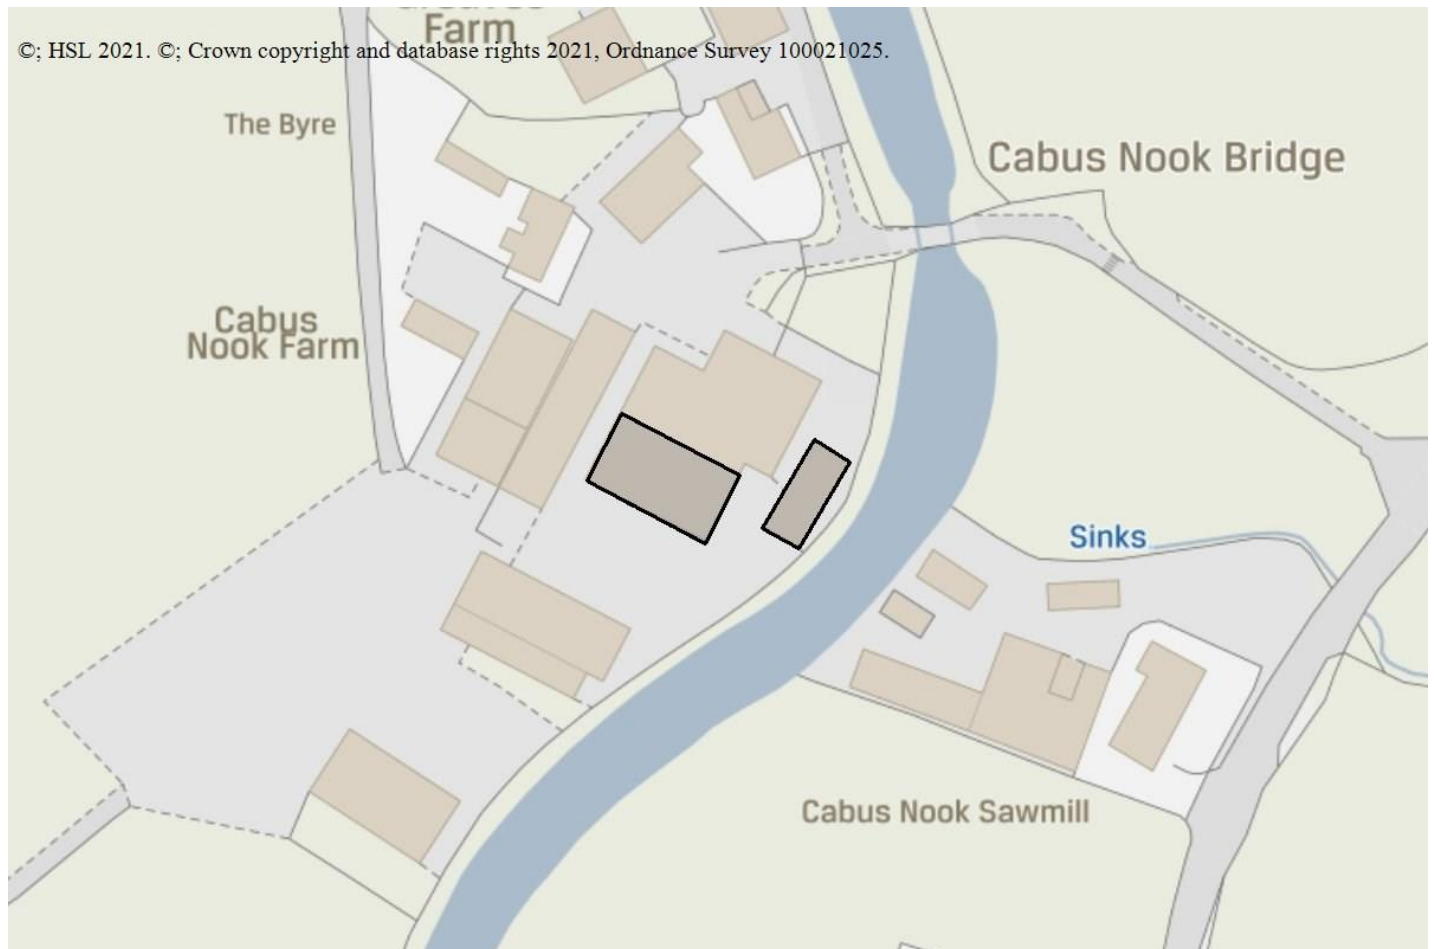 Farm
©; HSL 2021. ©; Crown copyright and database rights 2021, Ordnance Survey 100021025.
The Byre
Cabus Nook Bridge
Cabus
Nook Farm
Sinks
Cabus Nook Sawmill